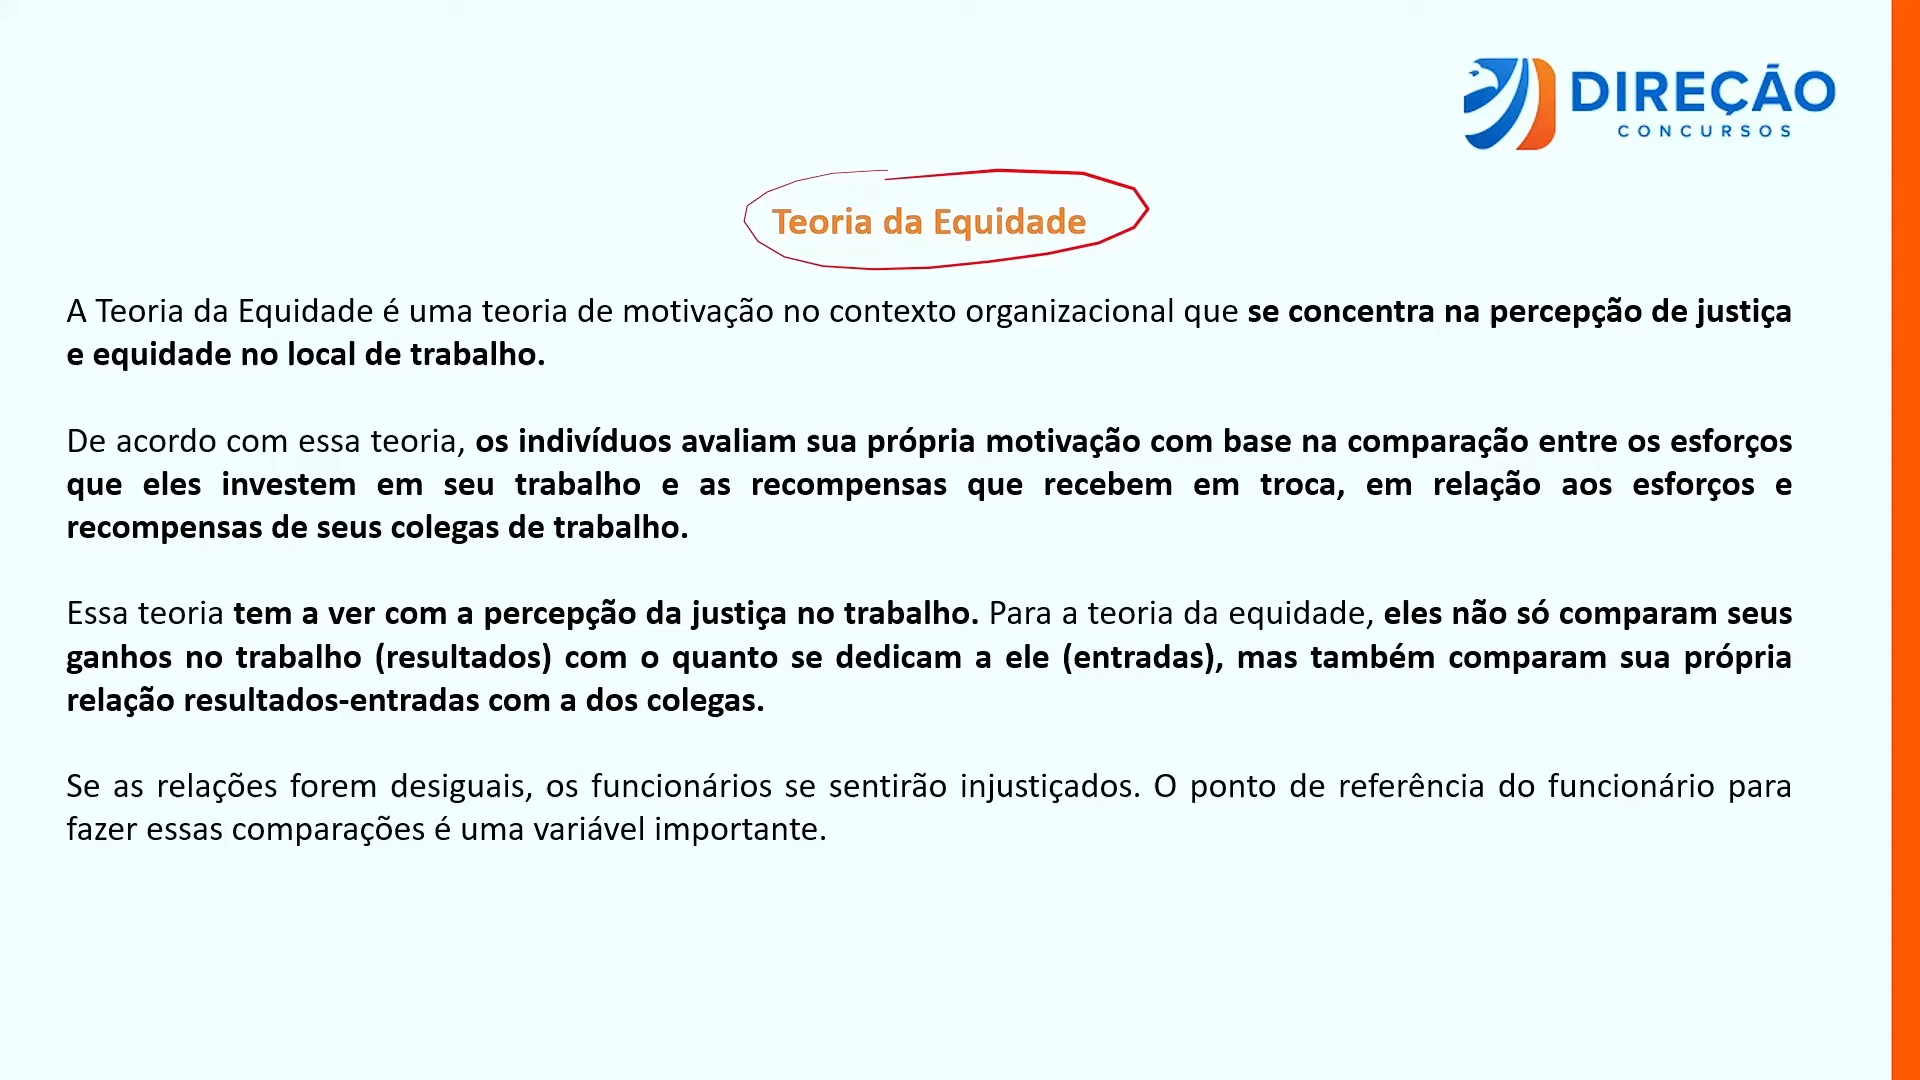 DIREÇÃO
CONCURSOS
Teoria da Equidade
A Teoria da Equidade é uma teoria de motivação no contexto organizacional que se concentra na percepção de justiça
e equidade no local de trabalho.
De acordo com essa teoria, os indivíduos avaliam sua própria motivação com base na comparação entre os esforços
que eles investem em seu trabalho e as recompensas que recebem em troca, em relação aos esforços e
recompensas de seus colegas de trabalho.
Essa teoria tem a ver com a percepção da justiça no trabalho. Para a teoria da equidade, eles não só comparam seus
ganhos no trabalho (resultados) com o quanto se dedicam a ele (entradas), mas também comparam sua própria
relação resultados-entradas com a dos colegas.
Se as relações forem desiguais, os funcionários se sentirão injustiçados. O ponto de referência do funcionário para
fazer essas comparações é uma variável importante.